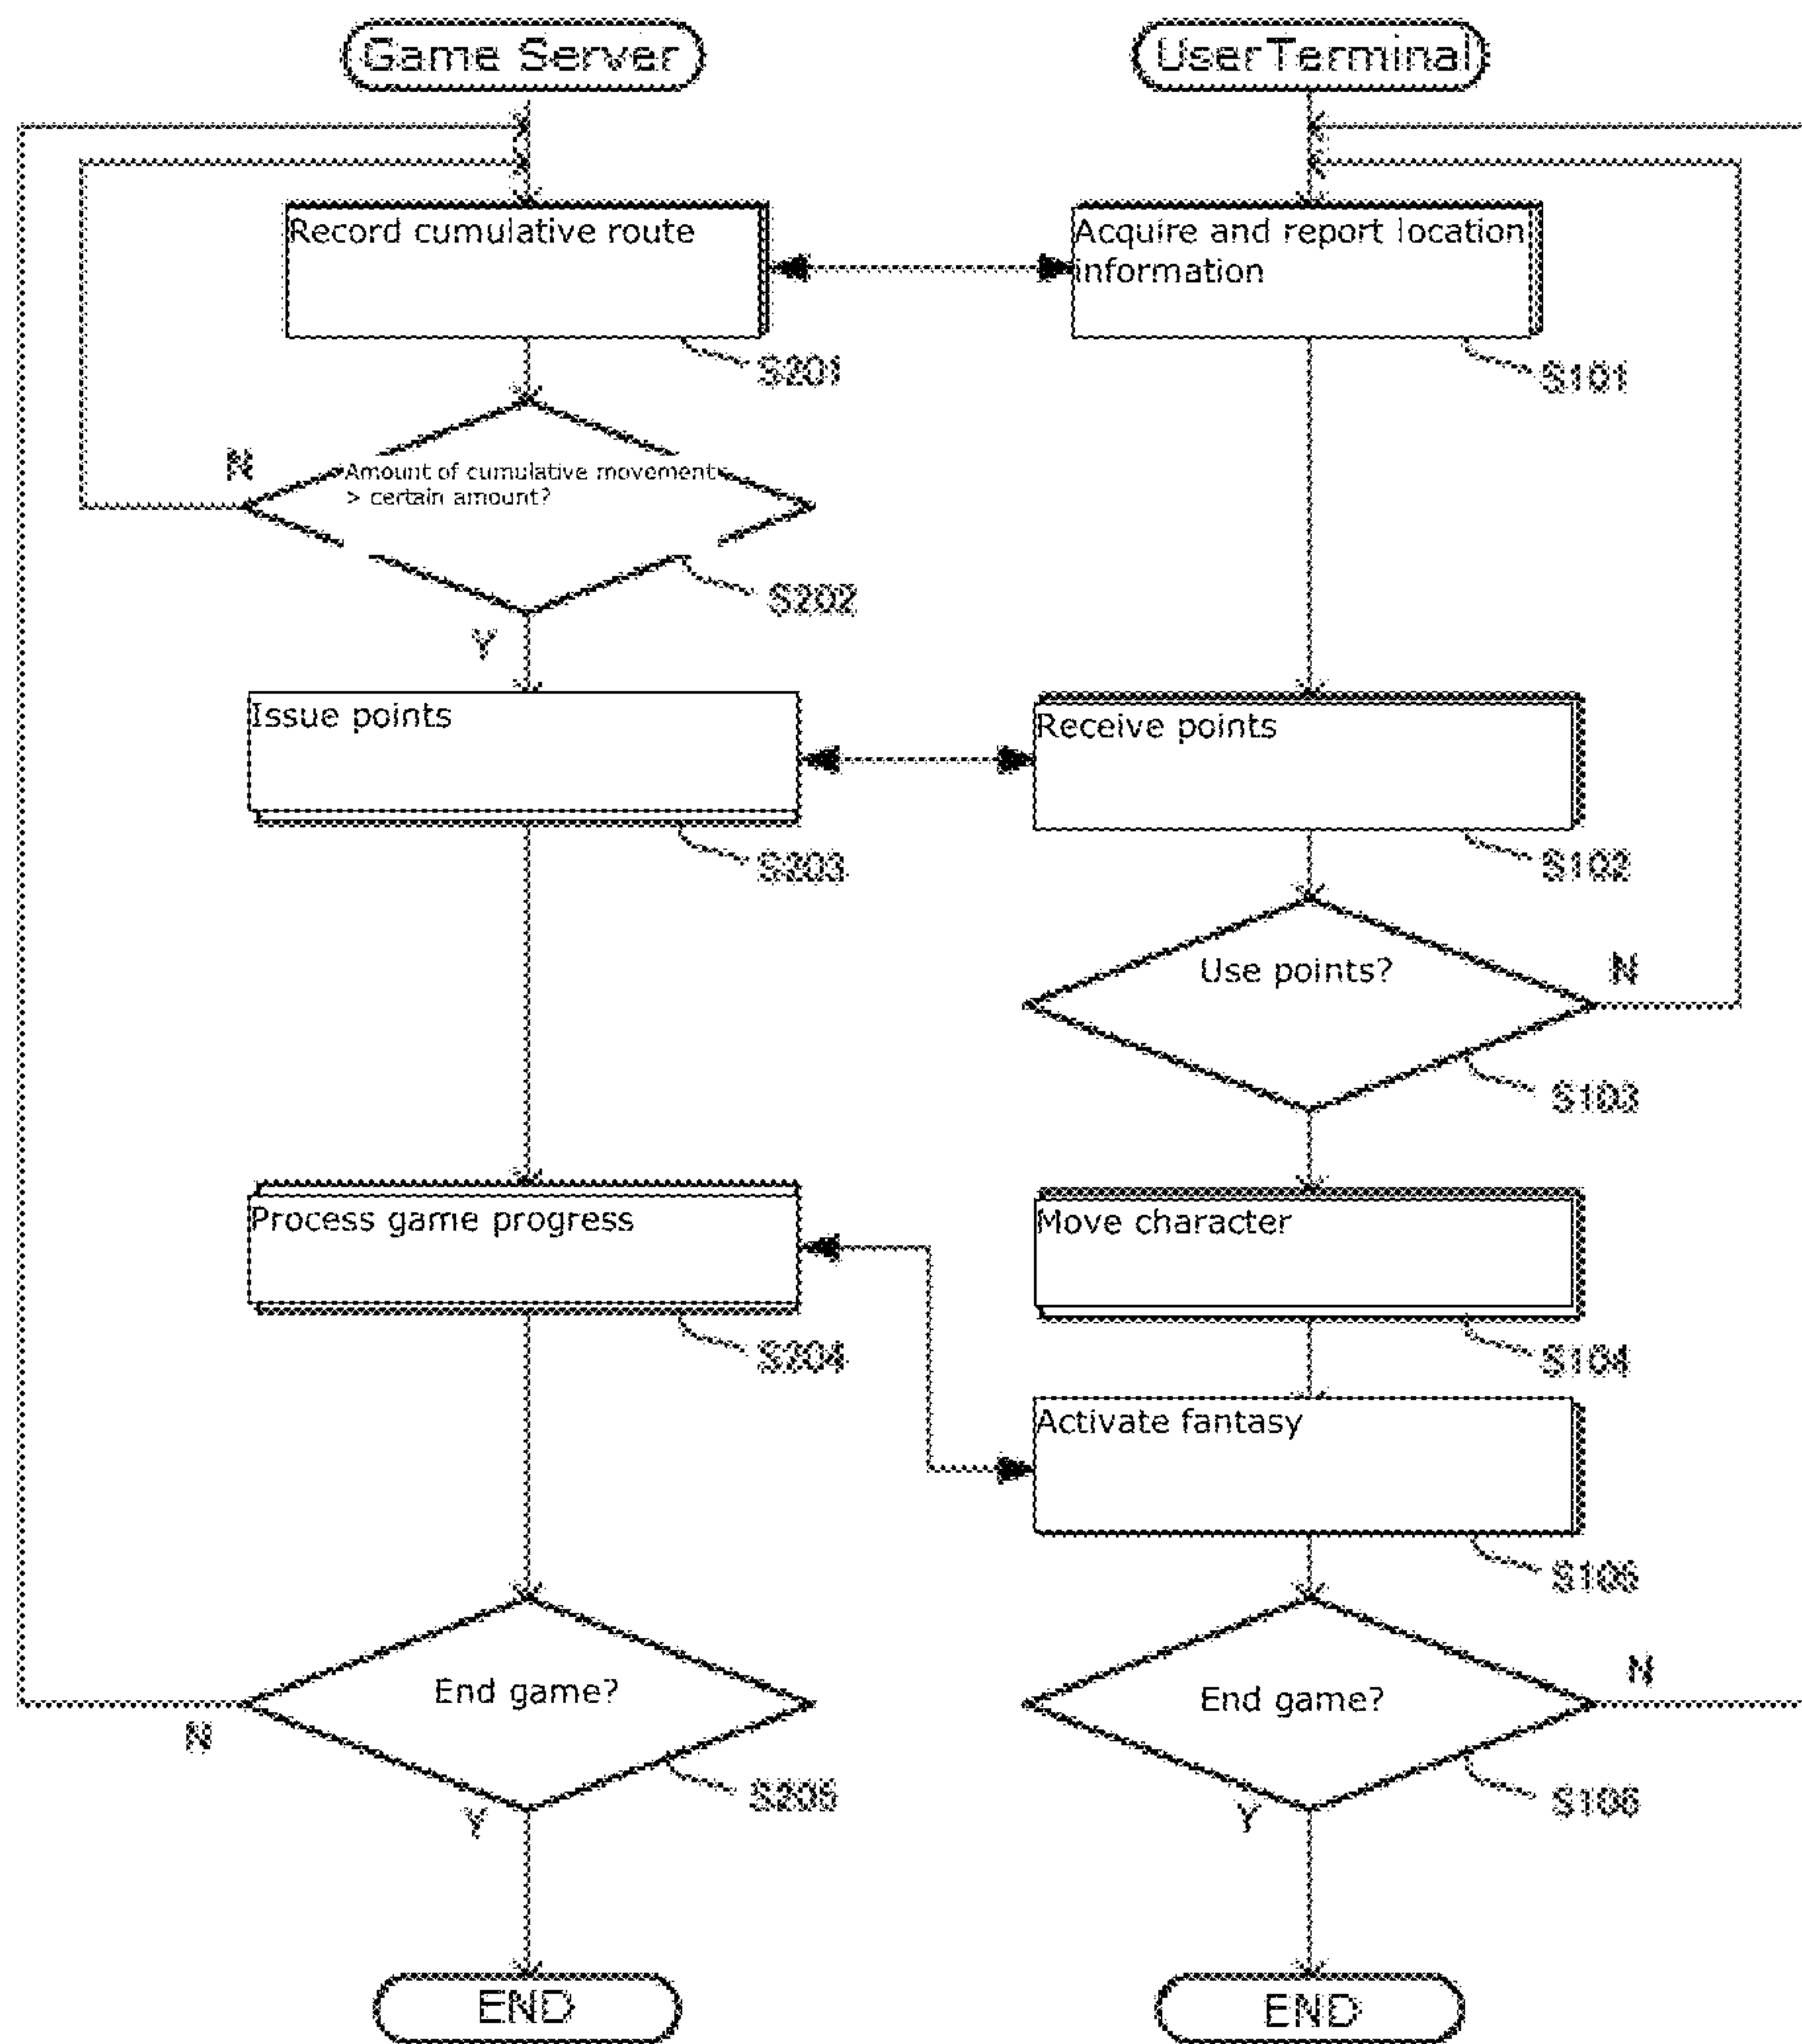 Game Server
User Terminal
Record cumulative route
Acquire and report location
information
S201
S101
N
Amount of cumulative movement
> certain amount?
S202
Y
Issue points
Receive points
S203
S102
Use points?
N
S103
Process game progress
Move character
S204
S104
Activate fantasy
S105
End game?
N
Y
S205
End game?
N
Y
S106
END
END